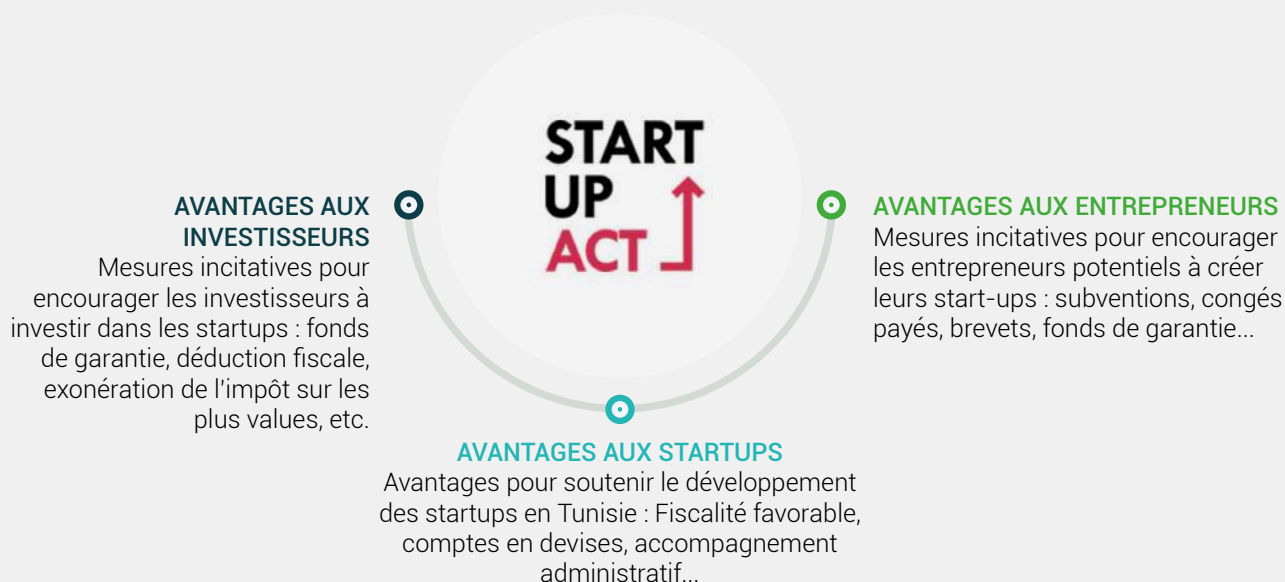 START
UP
ACT
AVANTAGES AUX
INVESTISSEURS
Mesures incitatives pour
encourager les investisseurs à
investir dans les startups : fonds
de garantie, déduction fiscale,
exonération de l'impôt sur les
plus values, etc.
AVANTAGES AUX STARTUPS
Avantages pour soutenir le développement
des startups en Tunisie : Fiscalité favorable,
comptes en devises, accompagnement
administratif...
AVANTAGES AUX ENTREPRENEURS
Mesures incitatives pour encourager
les entrepreneurs potentiels à créer
leurs start-ups : subventions, congés
payés, brevets, fonds de garantie...